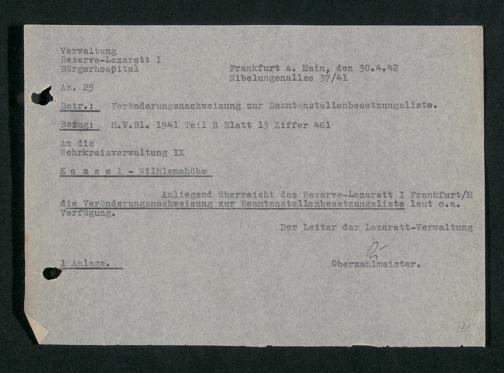 Verwaltung
Reserve-Lazarett I
Bürgerhospital
Frankfurt a. Main, den 30.4.42
Nibelungenallee 37/41
Az. 25
Betr.: Veränderungsnachweisung zur Beamtenstellenbesetzungsliste.
Bezug: H.V.Bl. 1941 Teil B Blatt 13 Ziffer 461
An die
Wehrkreisverwaltung IX
K a s s e l - Wilhlemshöhe
Anliegend überreicht das Reserve-Lazarett I Frankfurt/M
die Veränderungsnachweisung zur Beamtenstellenbesetzungsliste laut o.a.
Verfügung.
Der Leiter der Lazarett-Verwaltung
1 Anlage.
Oberzahlmeister.